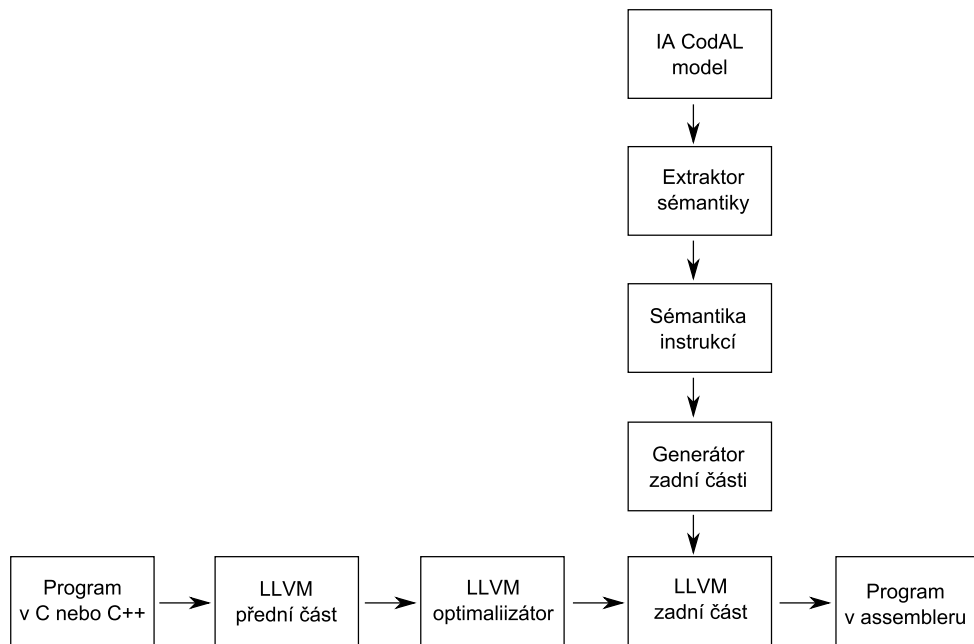 IA CodAL
model
Extraktor
sémantiky
Sémantika
instrukcí
Generátor
zadní části
Program
v C nebo C++
LLVM
přední část
LLVM
optimaliizátor
LLVM
zadní část
Program
v assembleru